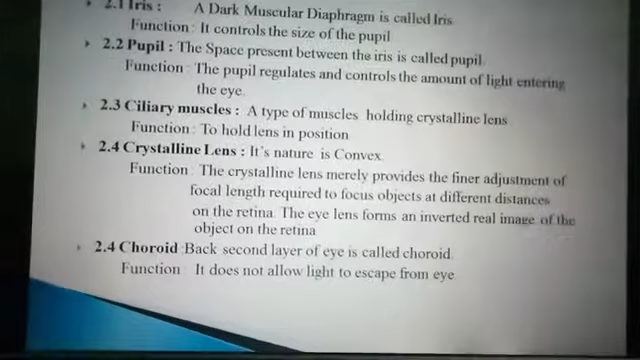 2.1 Iris : A Dark Muscular Diaphragm is called Iris
Function : It controls the size of the pupil
2.2 Pupil : The Space present between the iris is called pupil.
Function : The pupil regulates and controls the amount of light entering
the eye.
2.3 Ciliary muscles : A type of muscles holding crystalline lens
Function : To hold lens in position
2.4 Crystalline Lens : It's nature is Convex.
Function : The crystalline lens merely provides the finer adjustment of
focal length required to focus objects at different distances
on the retina. The eye lens forms an inverted real image of the
object on the retina
2.4 Choroid :Back second layer of eye is called choroid.
Function : It does not allow light to escape from eye.